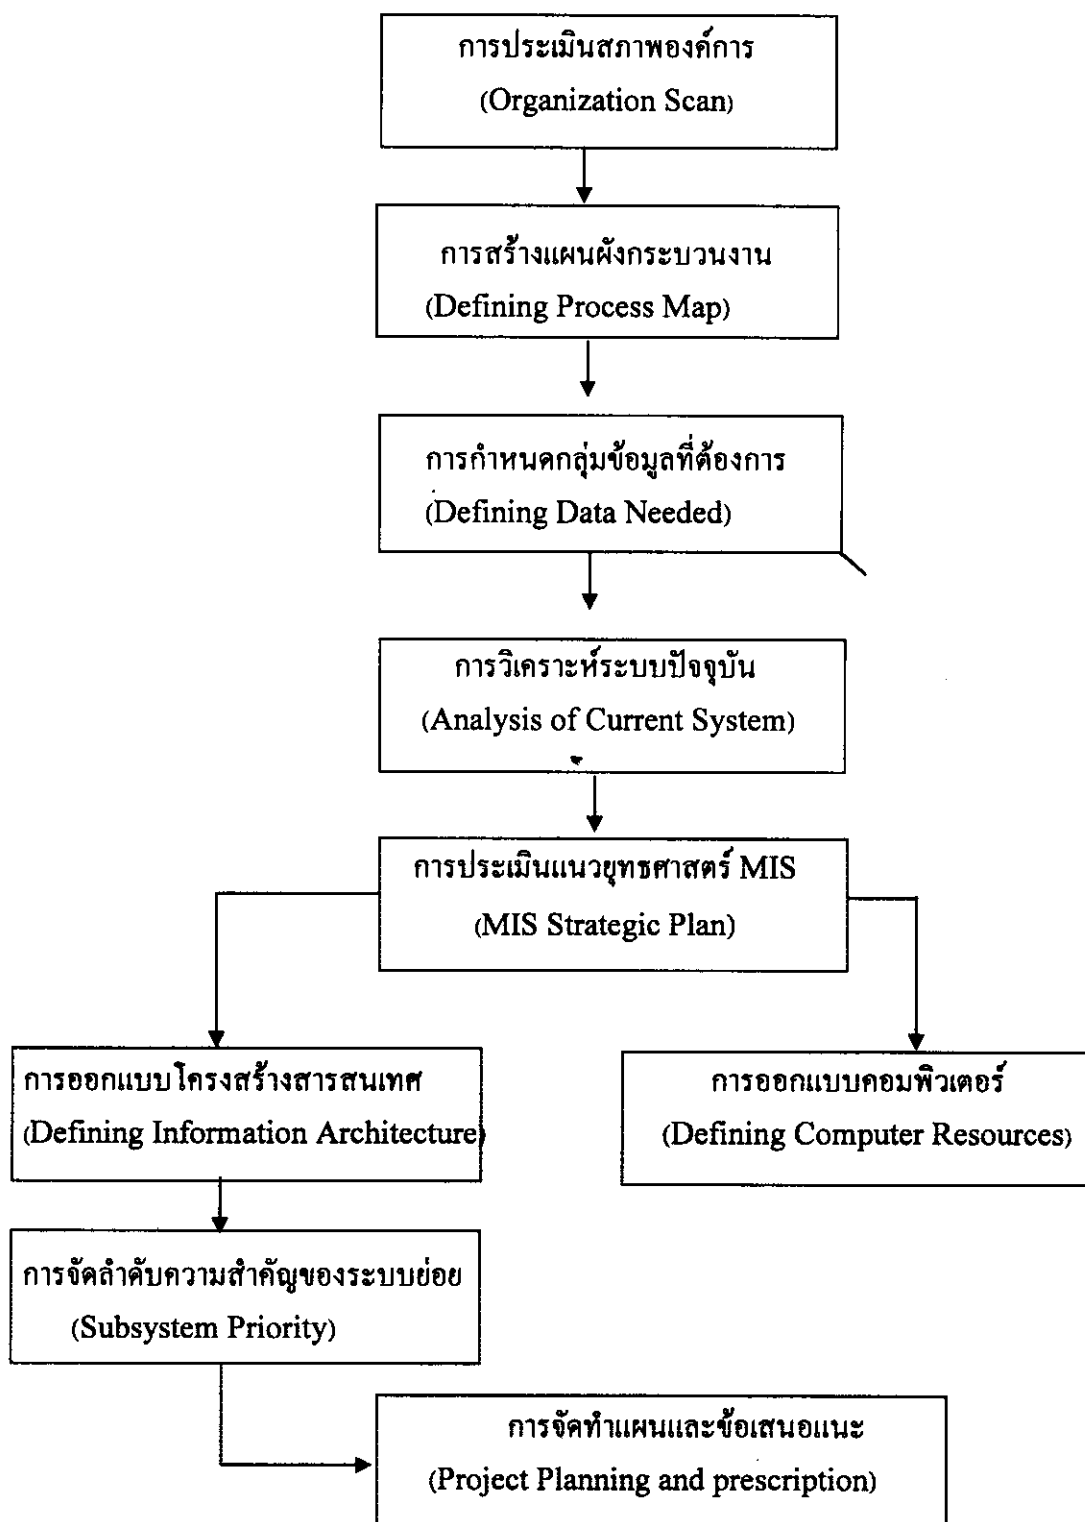 การประเมินสภาพองค์การ
(Organization Scan)
การสร้างแผนผังกระบวนงาน
(Defining Process Map)
การกำหนดกลุ่มข้อมูลที่ต้องการ
(Defining Data Needed)
การวิเคราะห์ระบบปัจจุบัน
(Analysis of Current System)
การประเมินแนวยุทธศาสตร์ MIS
(MIS Strategic Plan)
การออกแบบโครงสร้างสารสนเทศ
(Defining Information Architecture)
การออกแบบคอมพิวเตอร์
(Defining Computer Resources)
การจัดลำดับความสำคัญของระบบย่อย
(Subsystem Priority)
การจัดทำแผนและข้อเสนอแนะ
(Project Planning and prescription)